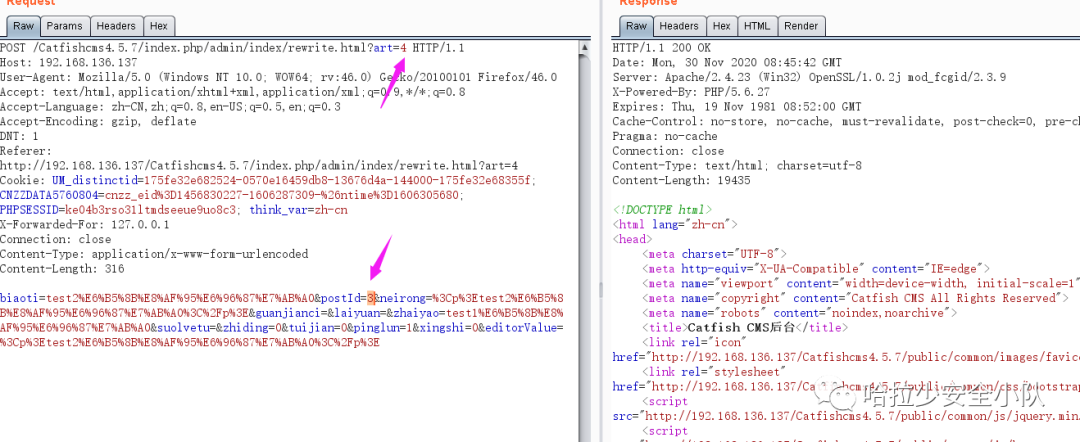 Request
Raw Params Headers Hex
POST /Catfishcms4.5.7/index.php/admin/index/rewrite.html?art=4 HTTP/1.1
Host: 192.168.136.137
User-Agent: Mozilla/5.0 (Windows NT 10.0; WOW64; rv:46.0) Gecko/20100101 Firefox/46.0
Accept: text/html,application/xhtml+xml,application/xml;q=0.9,*/*;q=0.8
Accept-Language: zh-CN,zh;q=0.8,en-US;q=0.5,en;q=0.3
Accept-Encoding: gzip, deflate
DNT: 1
Referer:
http://192.168.136.137/Catfishcms4.5.7/index.php/admin/index/rewrite.html?art=4
Cookie: UM_distinctid=175fe32e682524-0570e16459db8-13676d4a-144000-175fe32e68355f;
CNZZDATA5760804=cnzz_eid%3D1456830227-1606287309-%26ntime%3D1606305680;
PHPSESSID=ke04b3rso31ltmdseeue9uo8c3; think_var=zh-cn
X-Forwarded-For: 127.0.0.1
Connection: close
Content-Type: application/x-www-form-urlencoded
Content-Length: 316
biaoti=test2%E6%B5%8B%E8%AF%95%E6%96%87%E7%AB%A0&postId=3&neirong=%3Cp%3Etest2%E6%B5%8
B%E8%AF%95%E6%96%87%E7%AB%A0%3C%2Fp%3E&guanjianci=&laiyuan=&zhaiyao=test1%E6%B5%8B%E8%
AF%95%E6%96%87%E7%AB%A0&suolvetu=&zhiding=0&tuijian=0&pinglun=1&xingshi=0&editorValue=
%3Cp%3Etest2%E6%B5%8B%E8%AF%95%E6%96%87%E7%AB%A0%3C%2Fp%3E
Response
Raw Headers Hex HTML Render
HTTP/1.1 200 OK
Date: Mon, 30 Nov 2020 08:45:42 GMT
Server: Apache/2.4.23 (Win32) OpenSSL/1.0.2j mod_fcgid/2.3.9
X-Powered-By: PHP/5.6.27
Expires: Thu, 19 Nov 1981 08:52:00 GMT
Cache-Control: no-store, no-cache, must-revalidate, post-check=0, pre-ch
Pragma: no-cache
Connection: close
Content-Type: text/html; charset=utf-8
Content-Length: 19435
<!DOCTYPE html>
<html lang="zh-cn">
<head>
<meta charset="UTF-8">
<meta http-equiv="X-UA-Compatible" content="IE=edge">
<meta name="viewport" content="width=device-width, initial-scale=1"
<meta name="copyright" content="Catfish CMS All Rights Reserved">
<meta name="robots" content="noindex,noarchive">
<title>Catfish CMS后台</title>
<link rel="icon"
href="http://192.168.136.137/Catfishcms4.5.7/public/common/images/favico
<link rel="stylesheet"
href="http://192.168.136.137/Catfishcms4.5.7/public/common/css/bootstrap
<script
src="http://192.168.136.137/Catfishcms4.5.7/public/common/js/jquery.min.
<script
哈拉少安全小队